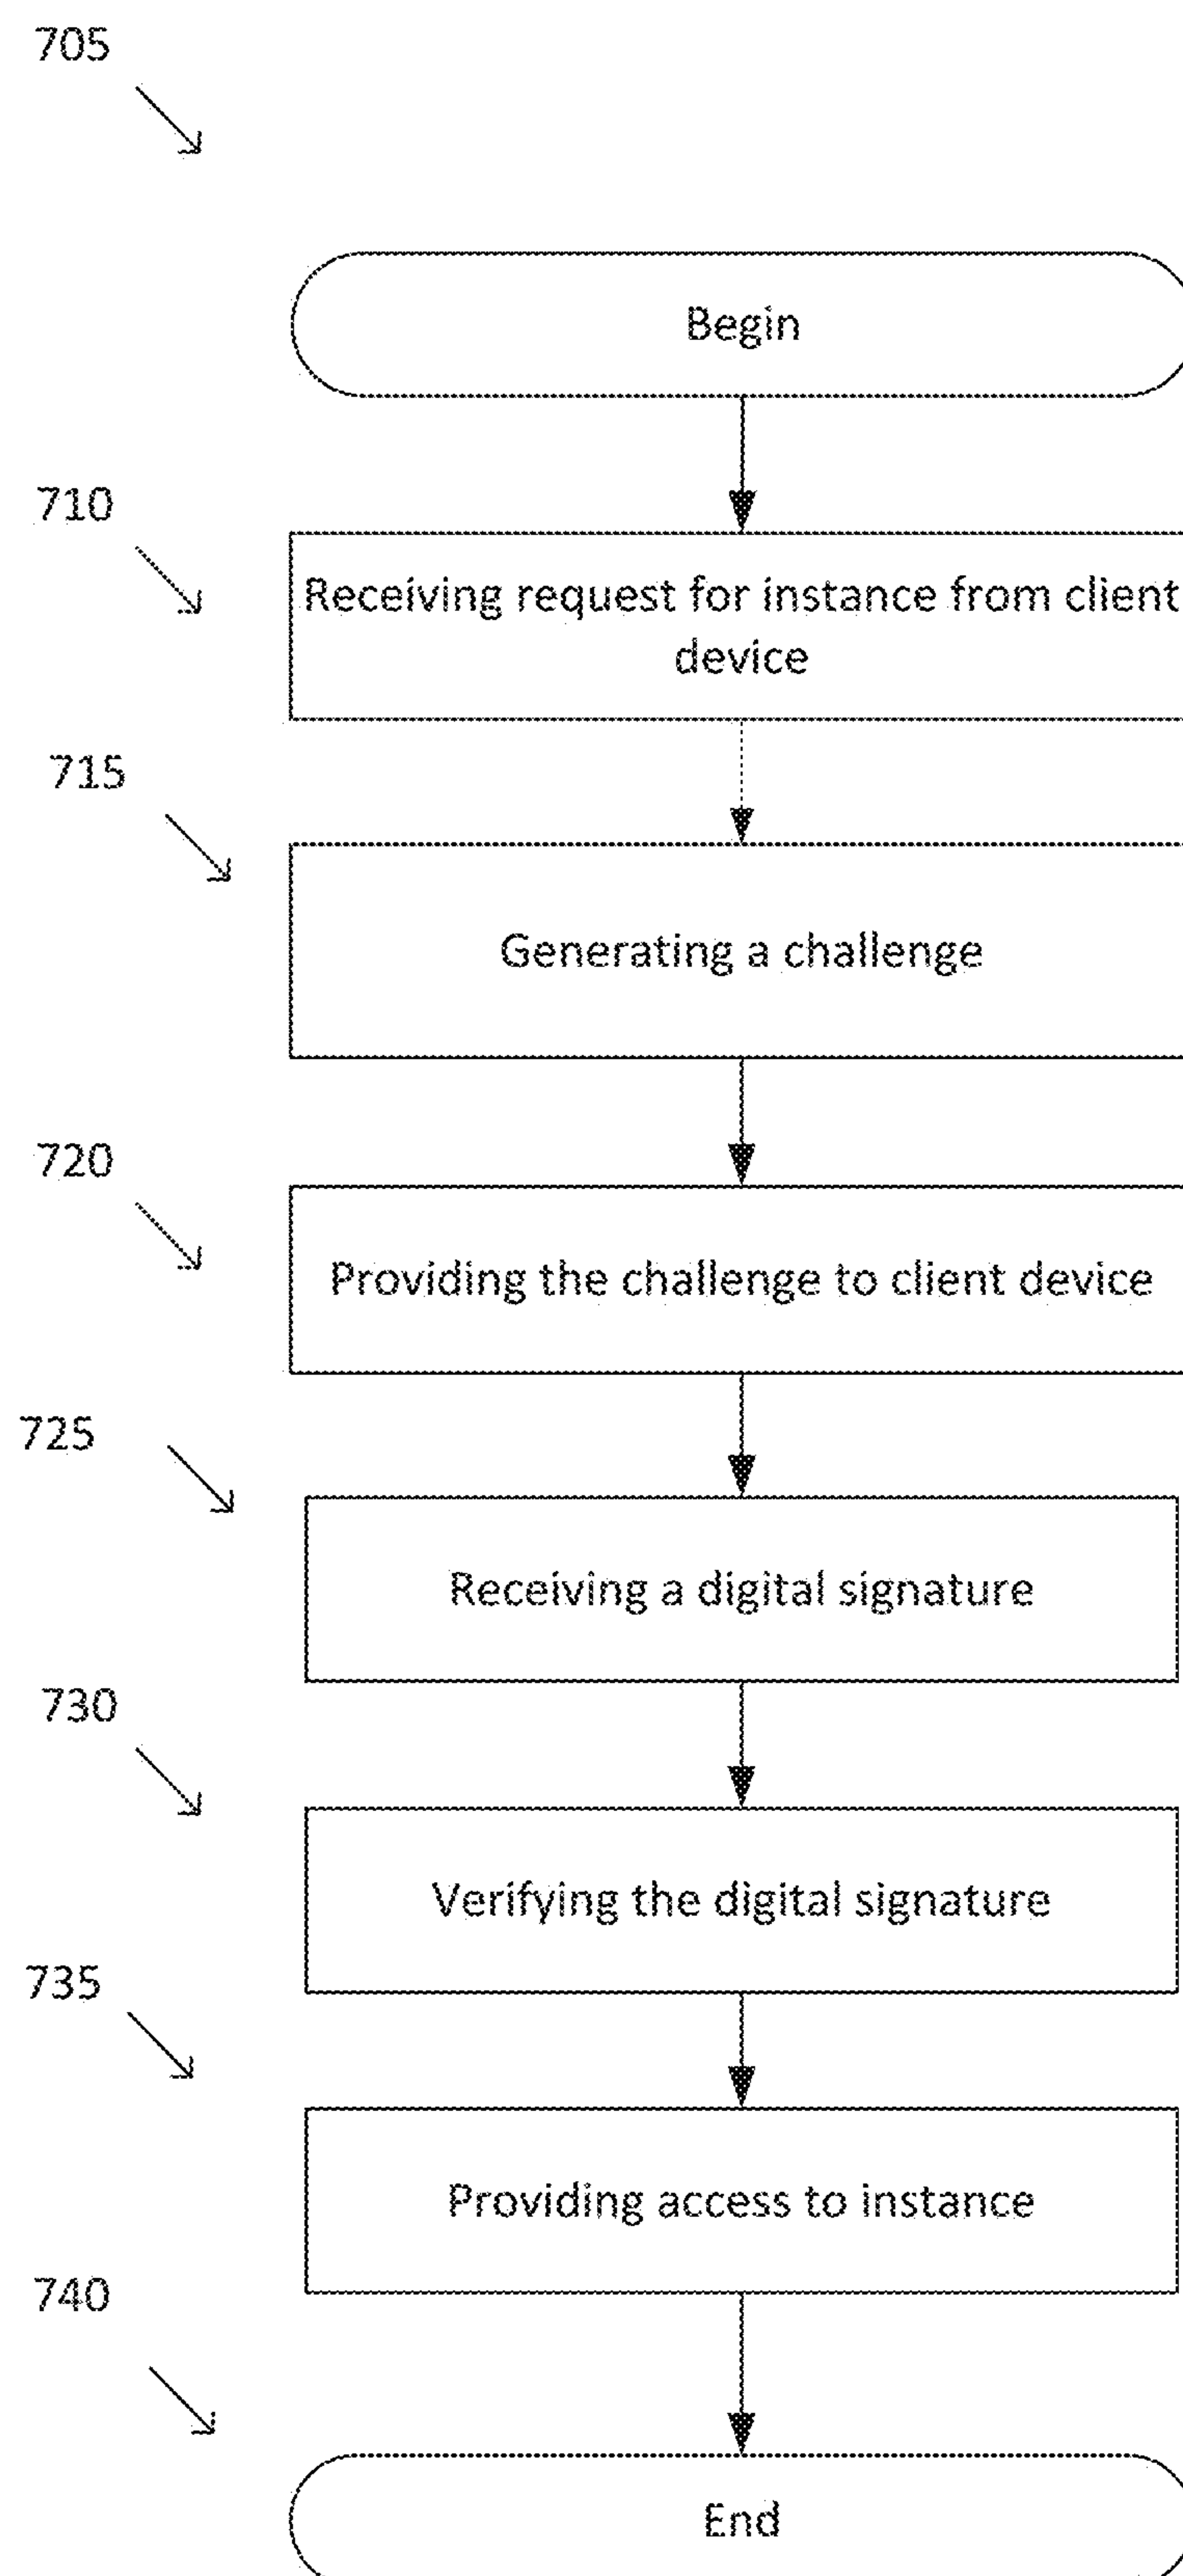 705
Begin
710
Receiving request for instance from client
device
715
Generating a challenge
720
Providing the challenge to client device
725
Receiving a digital signature
730
Verifying the digital signature
735
Providing access to instance
740
End